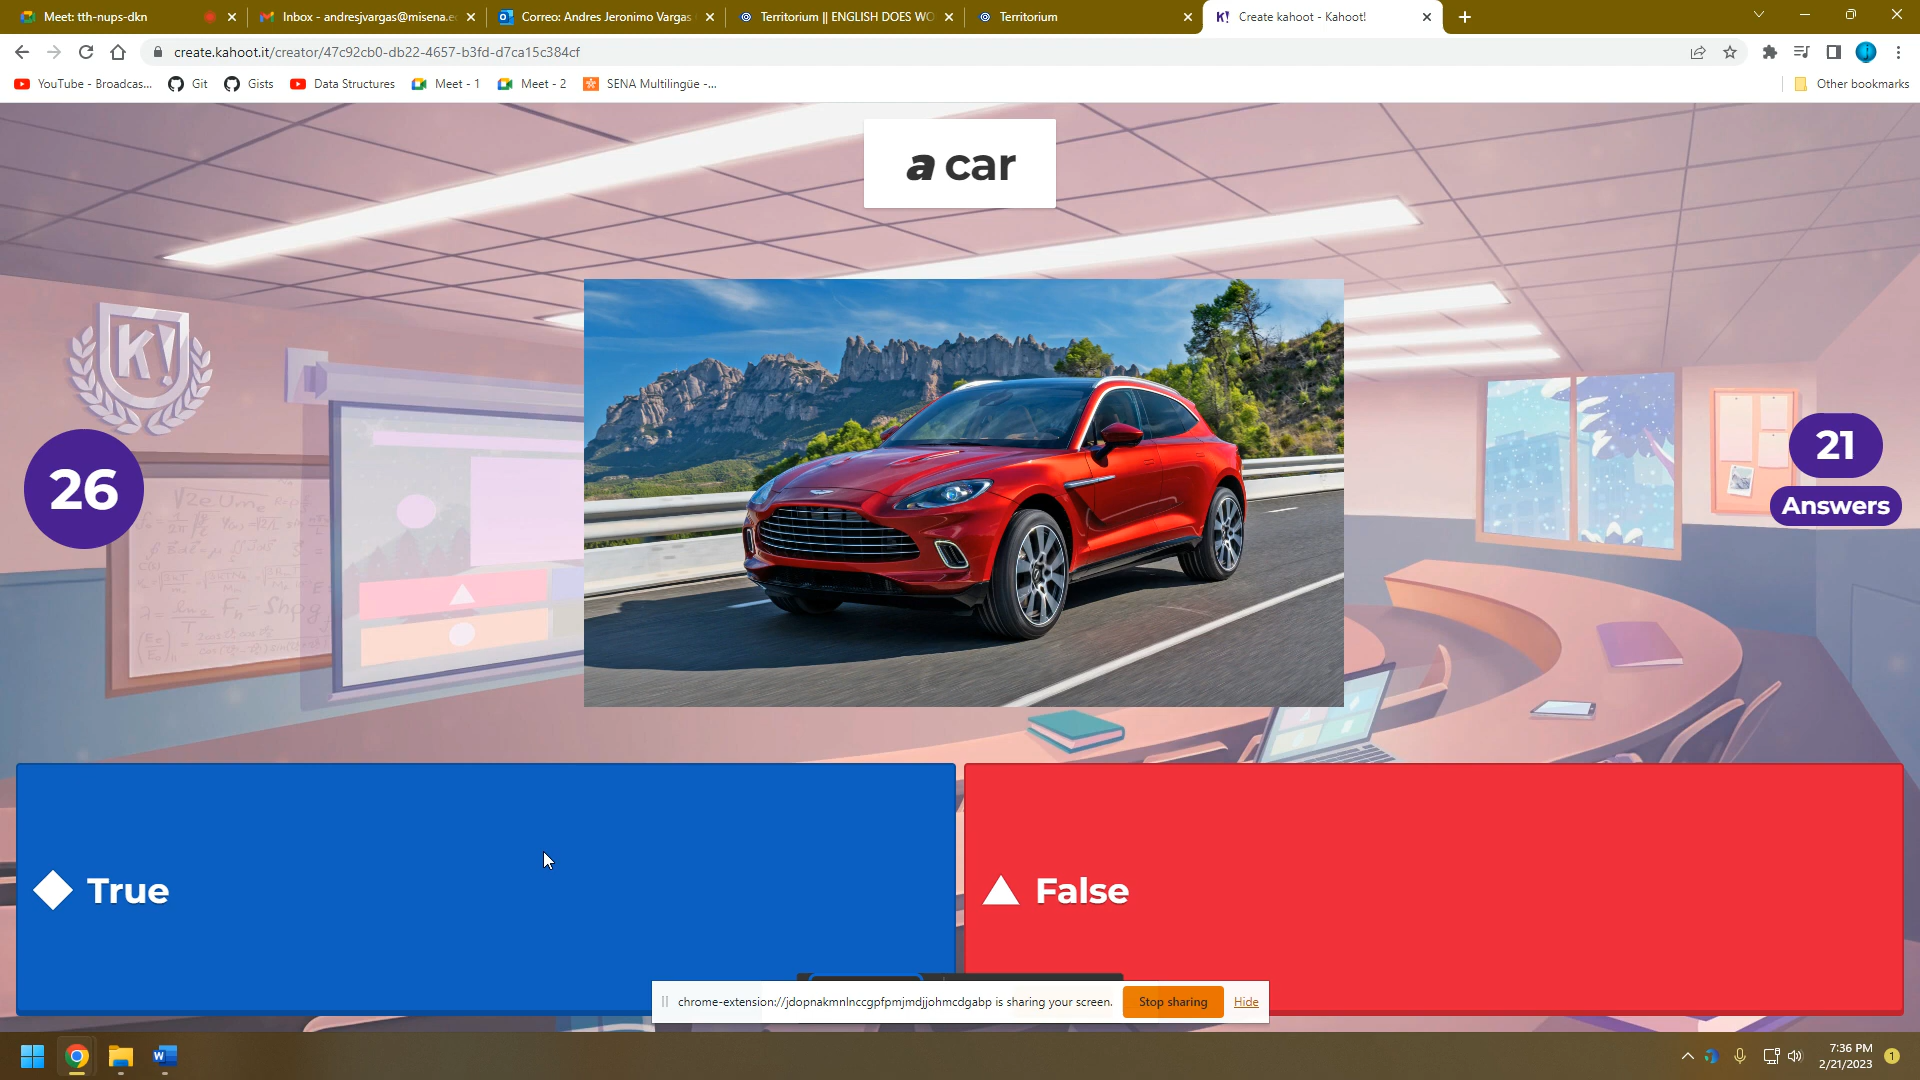 Meet: tth-nups-dkn
Inbox - andresjvargas@misena.e
Correo: Andres Jeronimo Vargas
Territorium || ENGLISH DOES WO
Territorium
Create kahoot - Kahoot!
create.kahoot.it/creator/47c92cb0-db22-4657-b3fd-d7ca15c384cf
YouTube - Broadcas...
Git
Gists
Data Structures
Meet - 1
Meet - 2
SENA Multilingüe -...
Other bookmarks
a car
K!
26
21
Answers
True
False
chrome-extension://jdopnakmnlnccgpfpmjmdjjohmcdgabp is sharing your screen.
Stop sharing
Hide
7:36 PM
2/21/2023
1